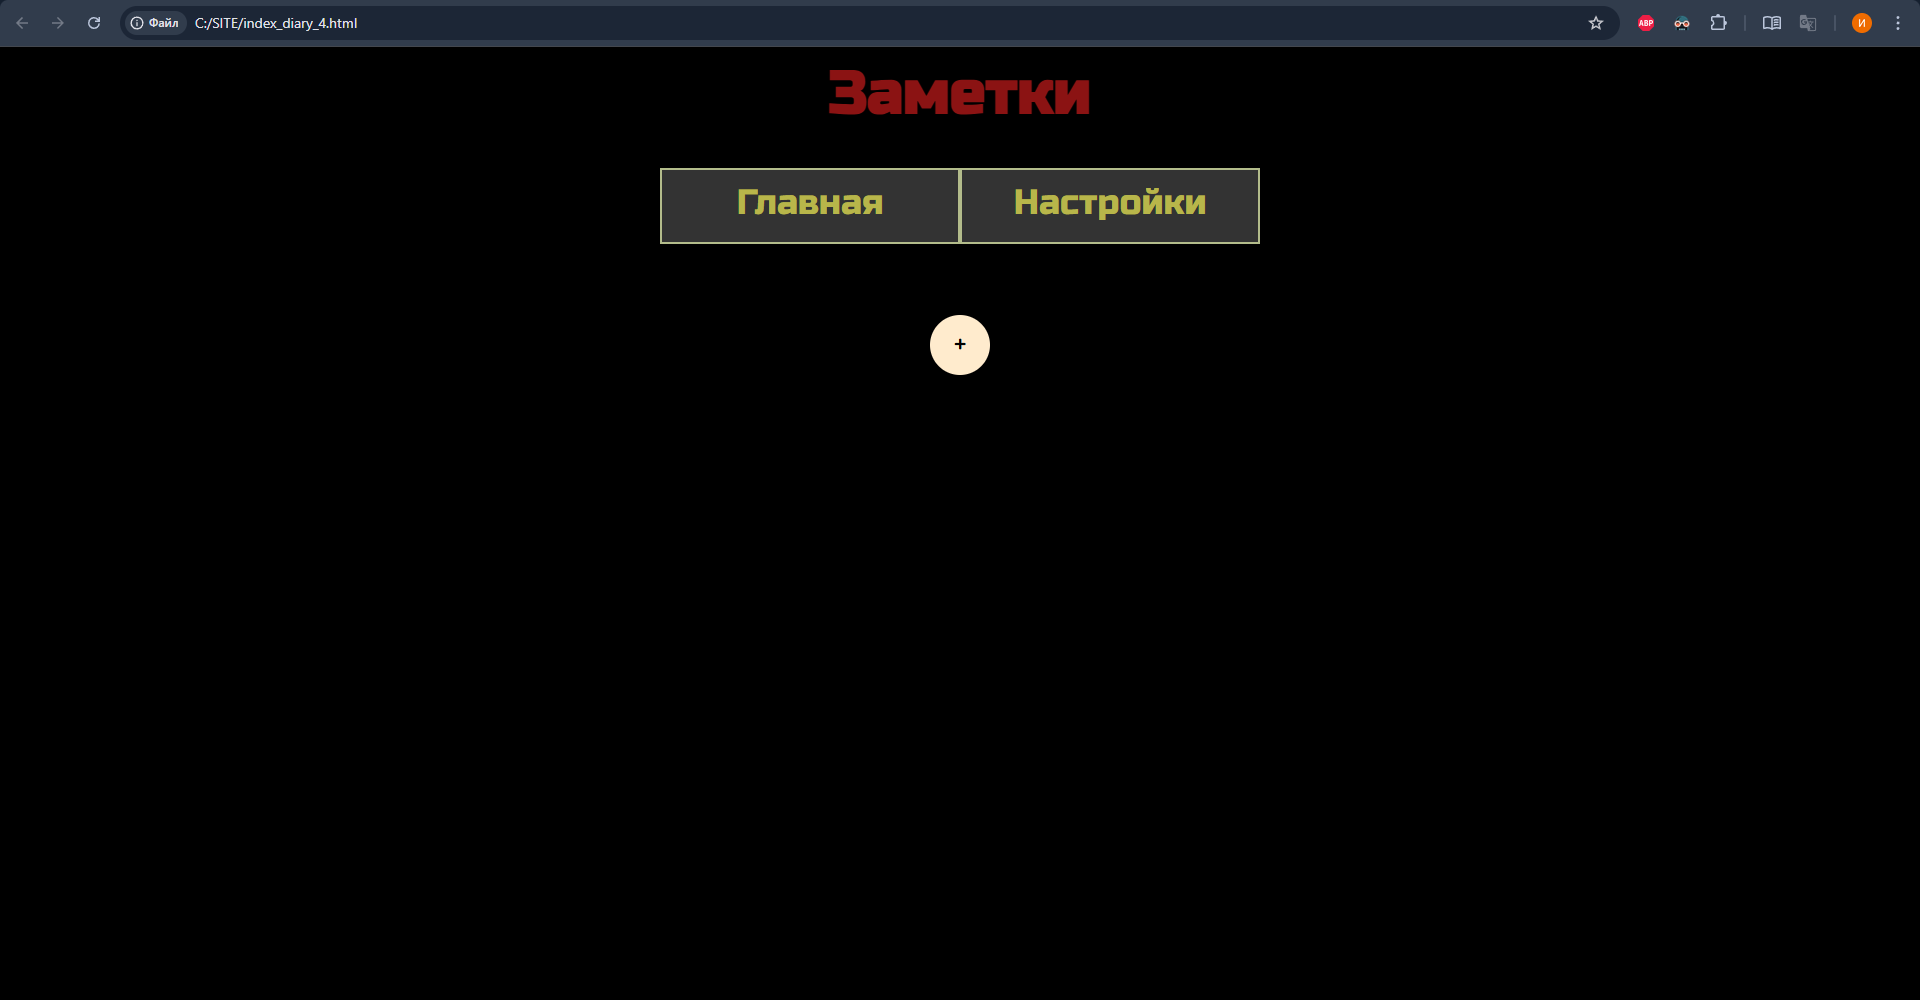 Файл C:/SITE/index_diary_4.html ABP И
Заметки
Главная Настройки
+